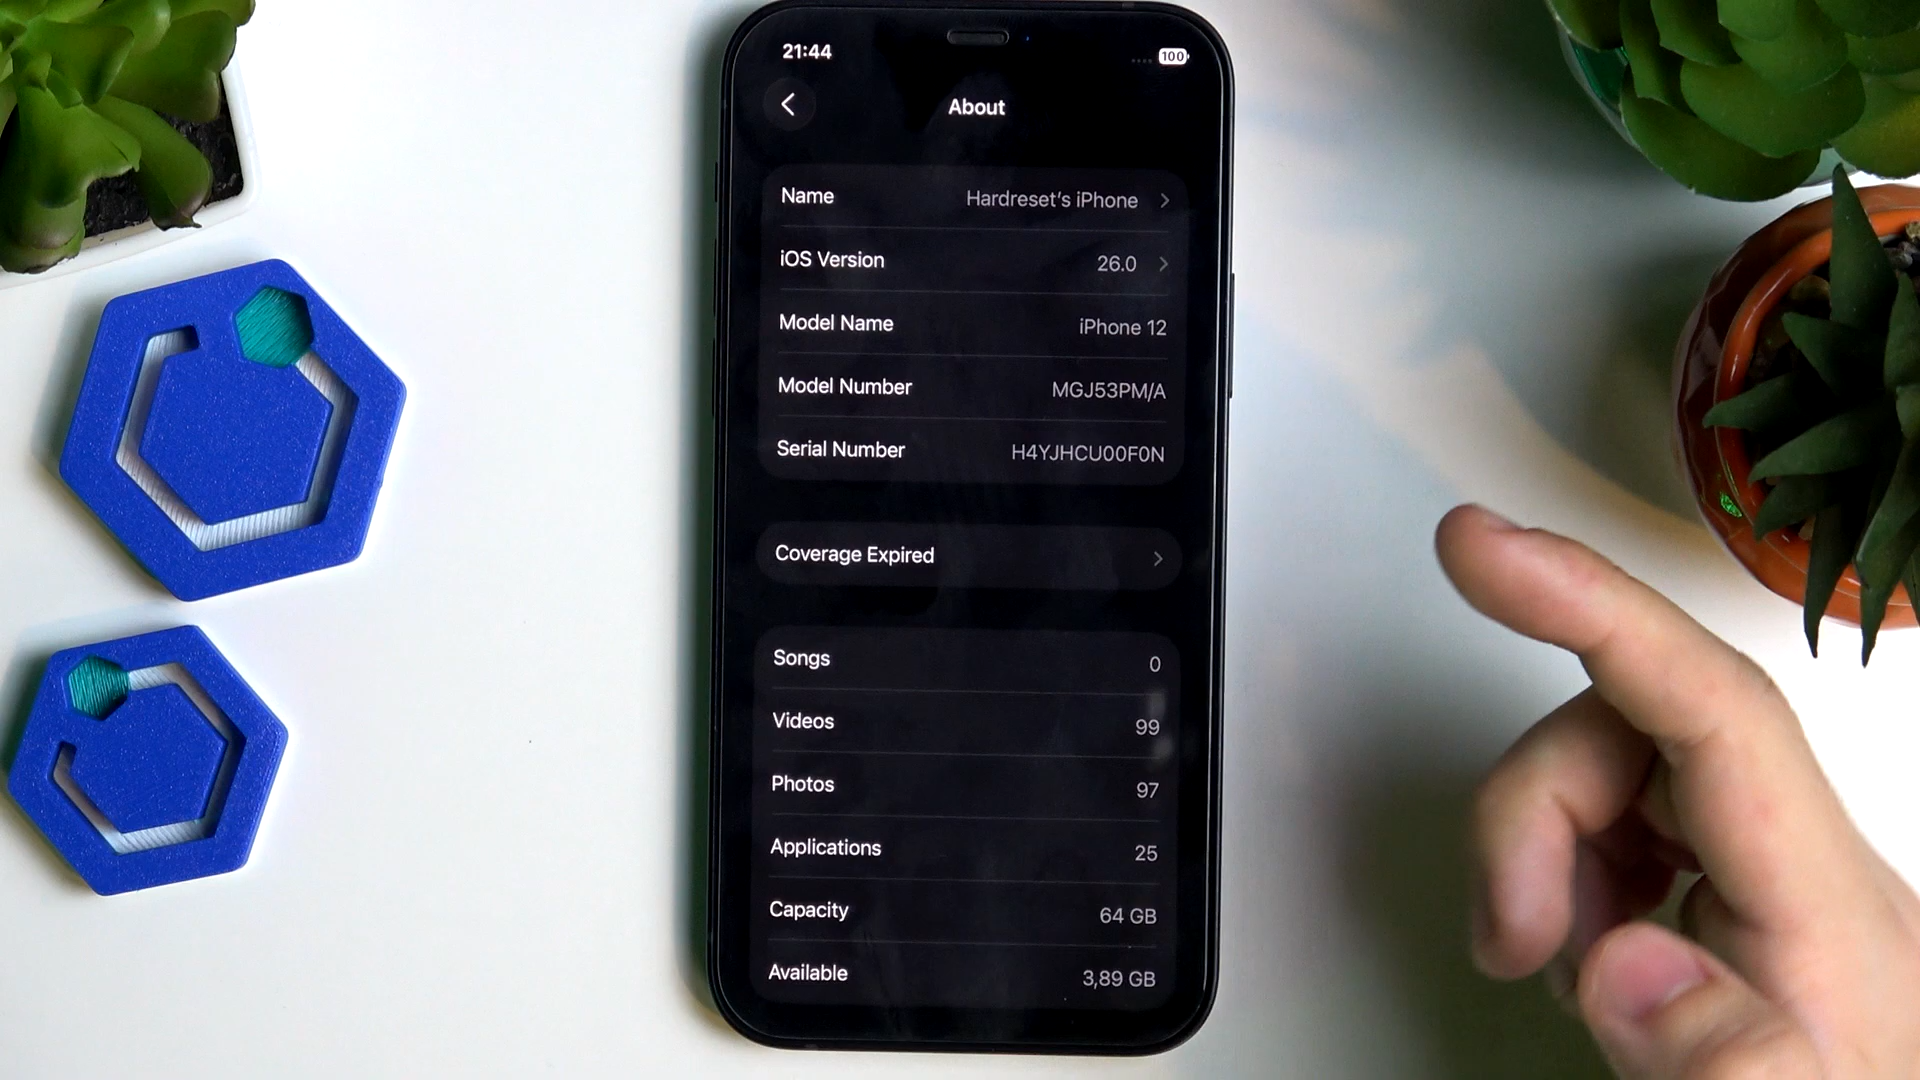 21:44
100
About
Name Hardreset's iPhone
iOS Version 26.0
Model Name iPhone 12
Model Number MGJ53PM/A
Serial Number H4YJHCU00F0N
Coverage Expired
Songs 0
Videos 99
Photos 97
Applications 25
Capacity 64 GB
Available 3,89 GB